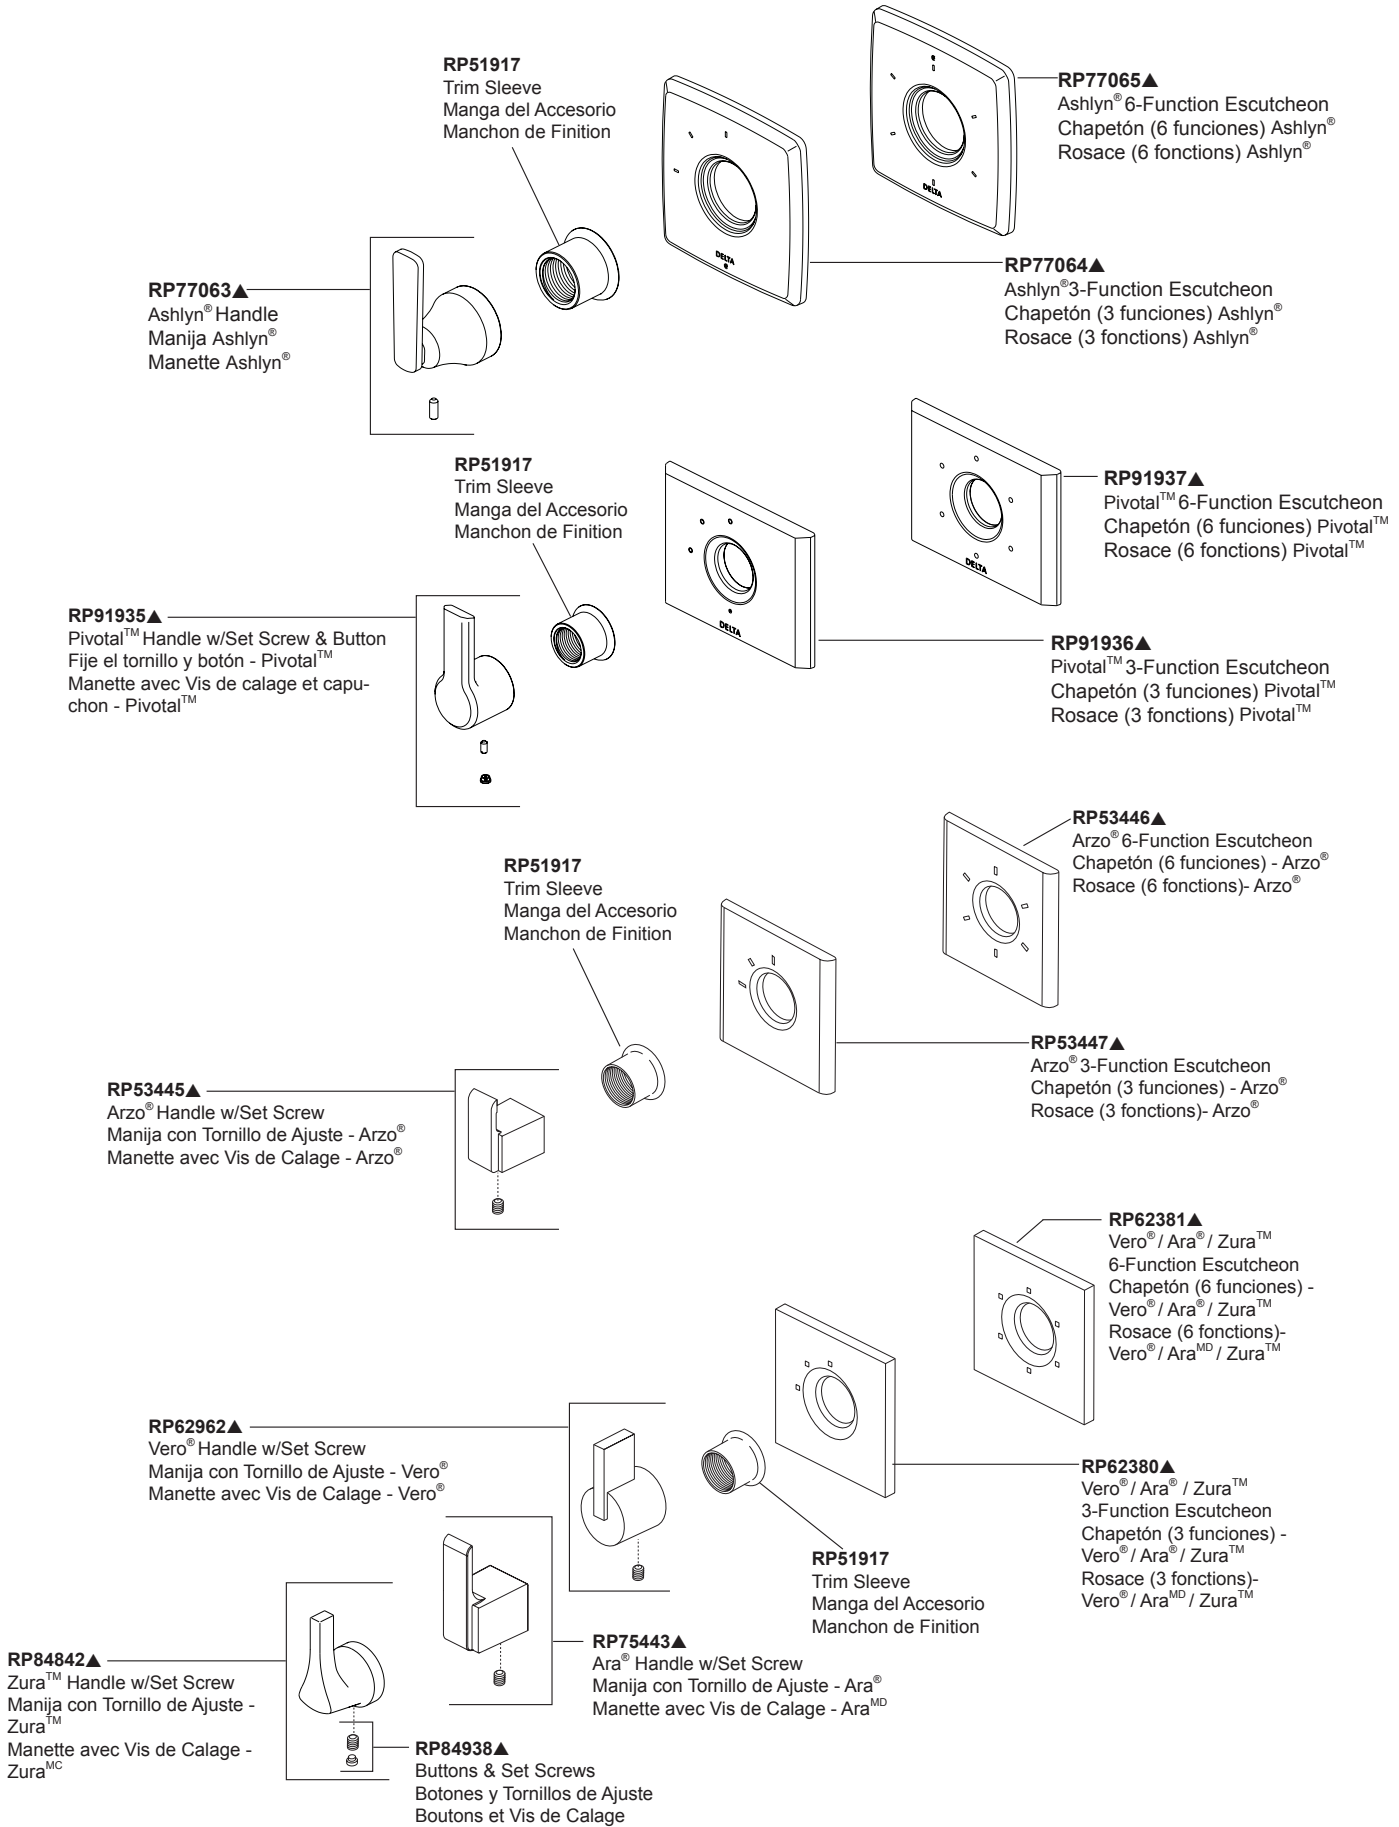 RP51917
Trim Sleeve
Manga del Accesorio
Manchon de Finition
RP77065▲
Ashlyn® 6-Function Escutcheon
Chapetón (6 funciones) Ashlyn®
Rosace (6 fonctions) Ashlyn®
DELTA
DELTA
RP77064▲
Ashlyn®3-Function Escutcheon
Chapetón (3 funciones) Ashlyn®
Rosace (3 fonctions) Ashlyn®
RP77063▲
Ashlyn® Handle
Manija Ashlyn®
Manette Ashlyn®
RP51917
Trim Sleeve
Manga del Accesorio
Manchon de Finition
RP91937▲
Pivotal™ 6-Function Escutcheon
Chapetón (6 funciones) Pivotal™
Rosace (6 fonctions) Pivotal™
DELTA
DELTA
RP91935▲
Pivotal™ Handle w/Set Screw & Button
Fije el tornillo y botón - Pivotal™
Manette avec Vis de calage et capu-
chon - Pivotal™
RP91936▲
Pivotal™ 3-Function Escutcheon
Chapetón (3 funciones) Pivotal™
Rosace (3 fonctions) Pivotal™
RP53446▲
Arzo® 6-Function Escutcheon
Chapetón (6 funciones) - Arzo®
Rosace (6 fonctions)- Arzo®
RP51917
Trim Sleeve
Manga del Accesorio
Manchon de Finition
RP53447▲
Arzo® 3-Function Escutcheon
Chapetón (3 funciones) - Arzo®
Rosace (3 fonctions)- Arzo®
RP53445▲
Arzo® Handle w/Set Screw
Manija con Tornillo de Ajuste - Arzo®
Manette avec Vis de Calage - Arzo®
RP62381▲
Vero® / Ara® / Zura™
6-Function Escutcheon
Chapetón (6 funciones) -
Vero® / Ara® / Zura™
Rosace (6 fonctions)-
Vero® / Ara^MD / Zura™
RP62962▲
Vero® Handle w/Set Screw
Manija con Tornillo de Ajuste - Vero®
Manette avec Vis de Calage - Vero®
RP62380▲
Vero® / Ara® / Zura™
3-Function Escutcheon
Chapetón (3 funciones) -
Vero® / Ara® / Zura™
Rosace (3 fonctions)-
Vero® / Ara^MD / Zura™
RP51917
Trim Sleeve
Manga del Accesorio
Manchon de Finition
RP75443▲
Ara® Handle w/Set Screw
Manija con Tornillo de Ajuste - Ara®
Manette avec Vis de Calage - Ara^MD
RP84842▲
Zura™ Handle w/Set Screw
Manija con Tornillo de Ajuste -
Zura™
Manette avec Vis de Calage -
Zura^MC
RP84938▲
Buttons & Set Screws
Botones y Tornillos de Ajuste
Boutons et Vis de Calage